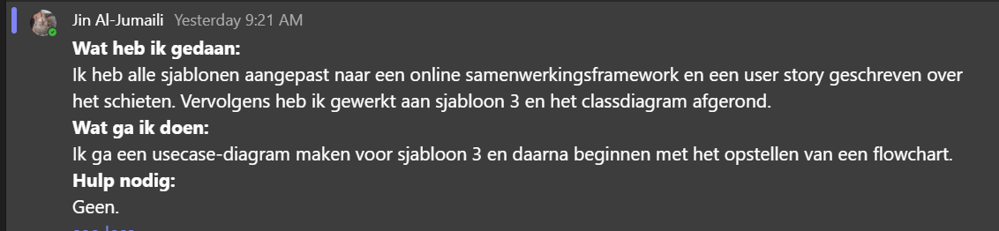 Jin Al-Jumaili Yesterday 9:21 AM
Wat heb ik gedaan:
Ik heb alle sjablonen aangepast naar een online samenwerkingsframework en een user story geschreven over
het schieten. Vervolgens heb ik gewerkt aan sjabloon 3 en het classdiagram afgerond.
Wat ga ik doen:
Ik ga een usecase-diagram maken voor sjabloon 3 en daarna beginnen met het opstellen van een flowchart.
Hulp nodig:
Geen.